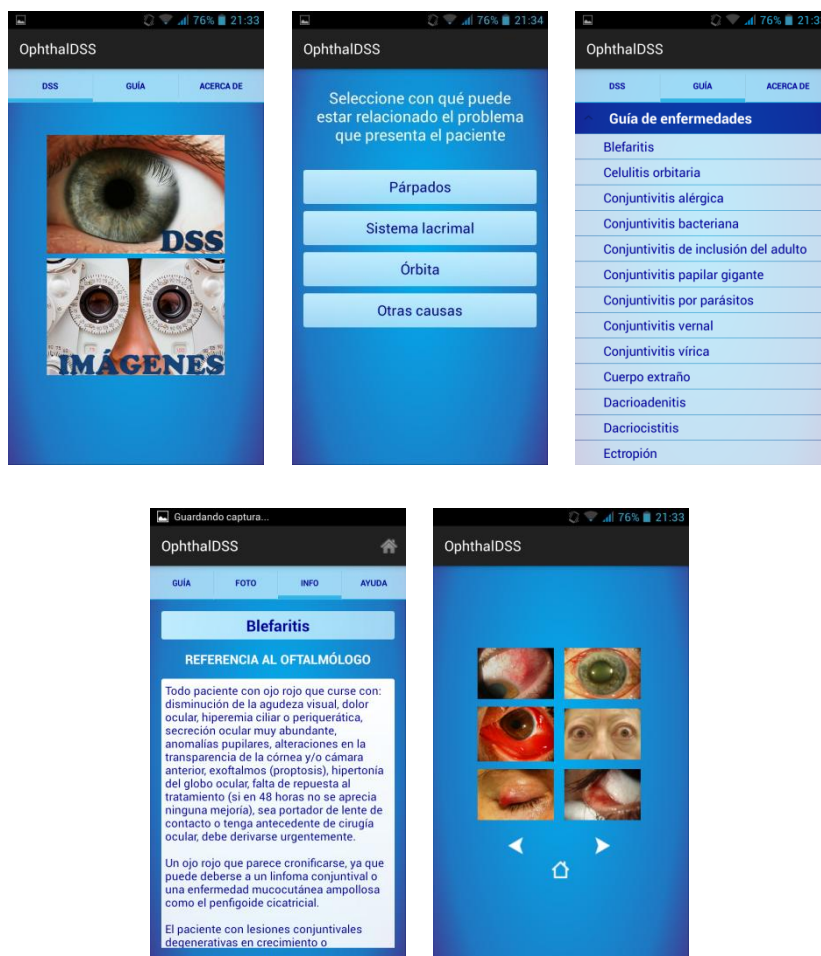 76% 21:33
OphthalDSS
DSS GUÍA ACERCA DE
DSS
IMÁGENES
76% 21:34
OphthalDSS
Seleccione con qué puede
estar relacionado el problema
que presenta el paciente
Párpados
Sistema lacrimal
Órbita
Otras causas
76% 21:3
OphthalDSS
DSS GUÍA ACERCA DE
Guía de enfermedades
Blefaritis
Celulitis orbitaria
Conjuntivitis alérgica
Conjuntivitis bacteriana
Conjuntivitis de inclusión del adulto
Conjuntivitis papilar gigante
Conjuntivitis por parásitos
Conjuntivitis vernal
Conjuntivitis vírica
Cuerpo extraño
Dacrioadenitis
Dacriocistitis
Ectropión
Guardando captura...
OphthalDSS
GUÍA FOTO INFO AYUDA
Blefaritis
REFERENCIA AL OFTALMÓLOGO
Todo paciente con ojo rojo que curse con:
disminución de la agudeza visual, dolor
ocular, hiperemia ciliar o periquerática,
secreción ocular muy abundante,
anomalías pupilares, alteraciones en la
transparencia de la córnea y/o cámara
anterior, exoftalmos (proptosis), hipertonía
del globo ocular, falta de repuesta al
tratamiento (si en 48 horas no se aprecia
ninguna mejoría), sea portador de lente de
contacto o tenga antecedente de cirugía
ocular, debe derivarse urgentemente.
Un ojo rojo que parece cronificarse, ya que
puede deberse a un linfoma conjuntival o
una enfermedad mucocutánea ampollosa
como el penfigoide cicatricial.
El paciente con lesiones conjuntivales
degenerativas en crecimiento o
76% 21:33
OphthalDSS